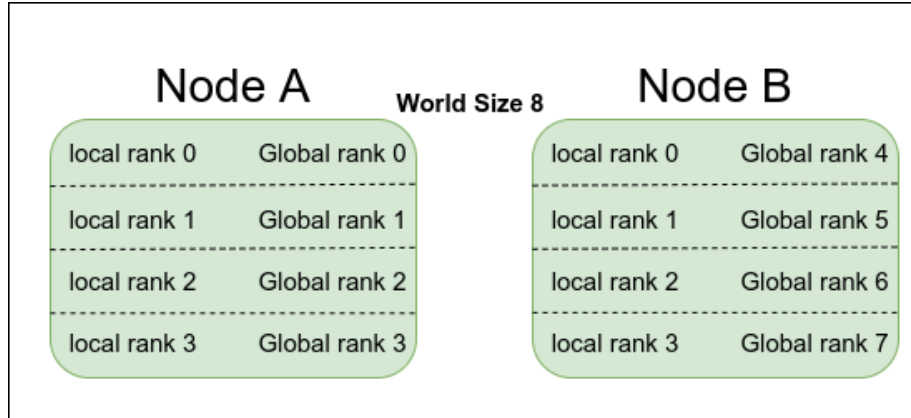 Node A
World Size 8
Node B
local rank 0 Global rank 0
local rank 1 Global rank 1
local rank 2 Global rank 2
local rank 3 Global rank 3
local rank 0 Global rank 4
local rank 1 Global rank 5
local rank 2 Global rank 6
local rank 3 Global rank 7